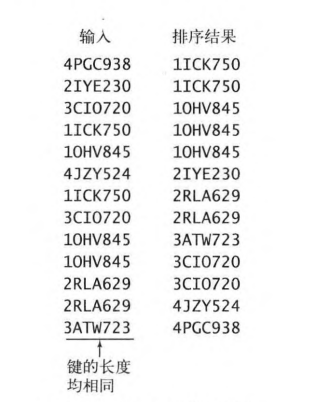 输入 排序结果
4PGC938 1ICK750
2IYE230 1ICK750
3CIO720 1OHV845
1ICK750 1OHV845
1OHV845 1OHV845
4JZY524 2IYE230
1ICK750 2RLA629
3CIO720 2RLA629
1OHV845 3ATW723
1OHV845 3CIO720
2RLA629 3CIO720
2RLA629 4JZY524
3ATW723 4PGC938
键的长度
均相同